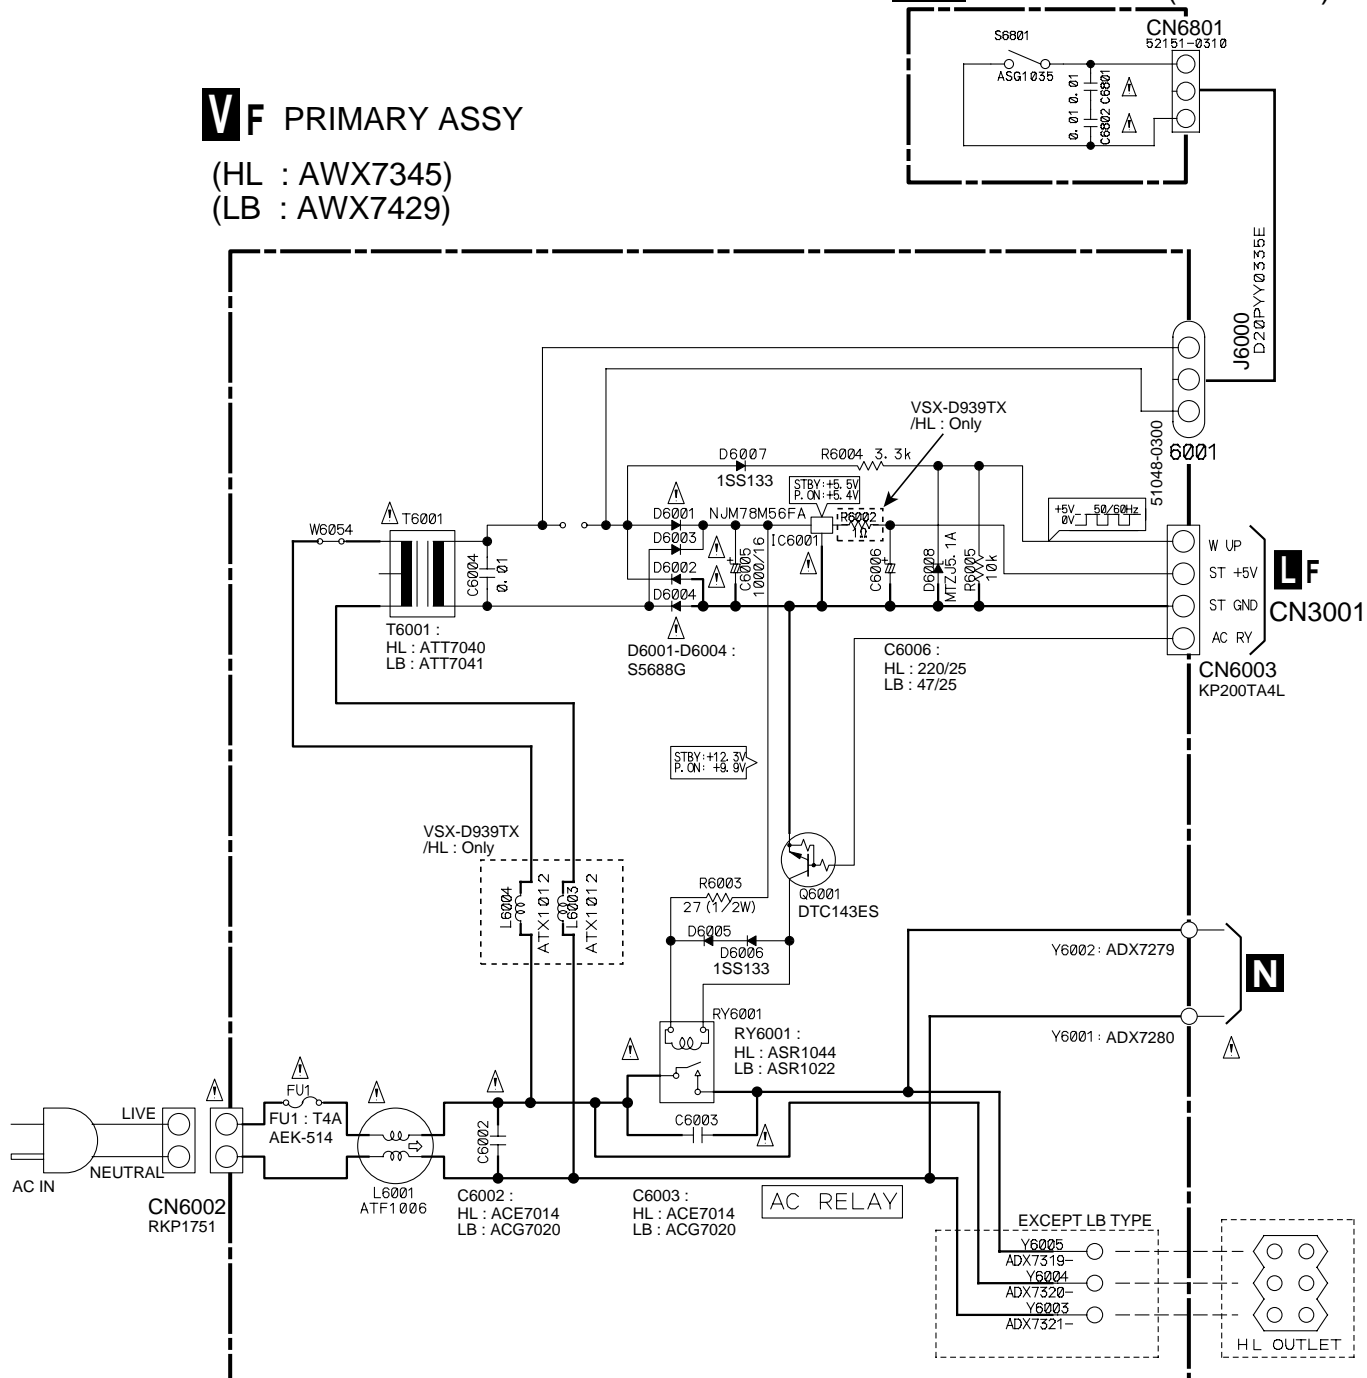 S6801
ASG1035
CN6801
52151-0310
0.01 0.01
C6802 C6801
V F PRIMARY ASSY
(HL : AWX7345)
(LB : AWX7429)
J6000
D20PYY0335E
51048-0300
6001
VSX-D939TX
/HL : Only
D6007
1SS133
R6004 3.3k
STBY:+5.5V
P.ON:+5.4V
W6054
T6001
C6004
0.01
D6001
D6003
D6002
D6004
NJM78M56FA
IC6001
C6005
1000/16
R6002
1Ω
C6006
D6008
MTZJ5.1A
R6005
10k
+5V 50/60Hz
0V
W UP
ST +5V
ST GND
AC RY
L F
CN3001
CN6003
KP200TA4L
T6001 :
HL : ATT7040
LB : ATT7041
D6001-D6004 :
S5688G
C6006 :
HL : 220/25
LB : 47/25
STBY:+12.3V
P.ON: +9.9V
VSX-D939TX
/HL : Only
L6004
ATX1012
L6003
ATX1012
R6003
27 (1/2W)
Q6001
DTC143ES
D6005
D6006
1SS133
Y6002: ADX7279
N
Y6001: ADX7280
RY6001
RY6001 :
HL : ASR1044
LB : ASR1022
FU1
FU1 : T4A
AEK-514
LIVE
NEUTRAL
AC IN
CN6002
RKP1751
L6001
ATF1006
C6002
C6002 :
HL : ACE7014
LB : ACG7020
C6003
C6003 :
HL : ACE7014
LB : ACG7020
AC RELAY
EXCEPT LB TYPE
Y6005
ADX7319-
Y6004
ADX7320-
Y6003
ADX7321-
HL OUTLET